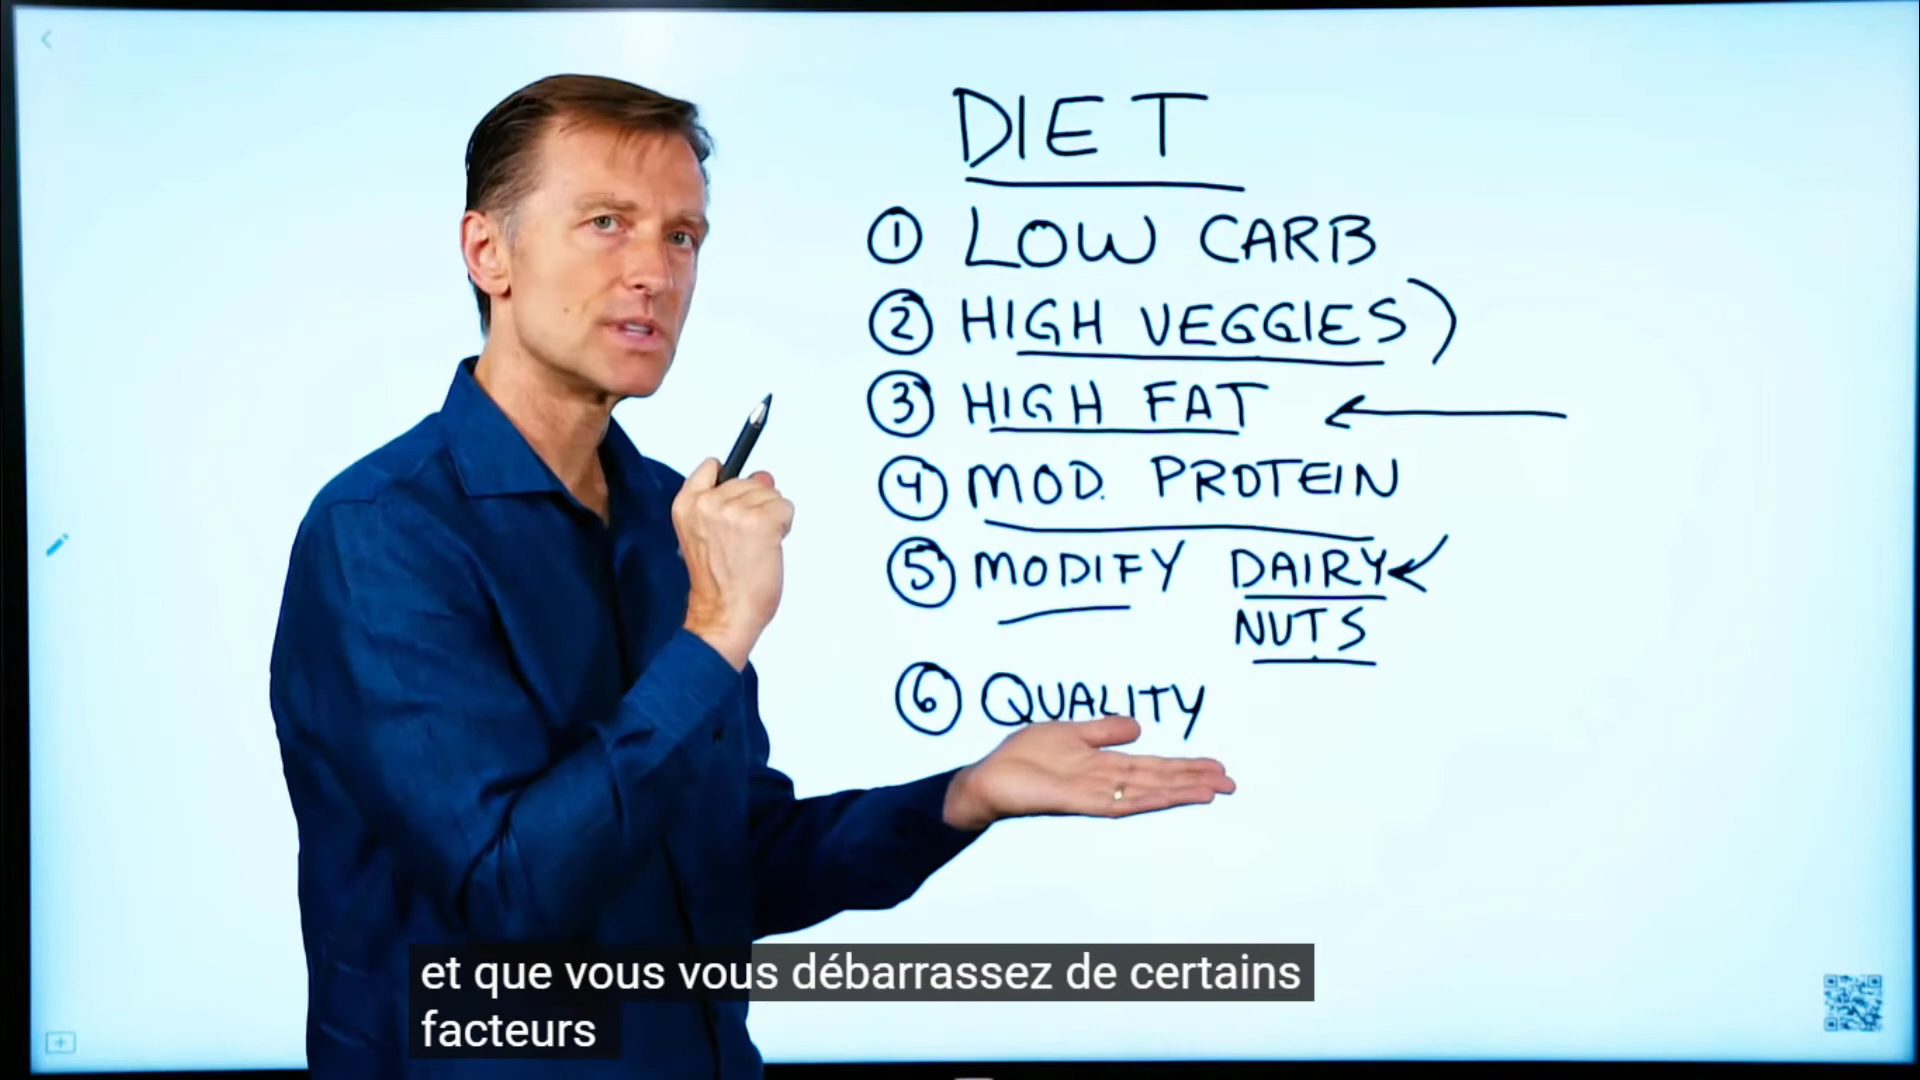 DIET
① LOW CARB
② HIGH VEGGIES)
③ HIGH FAT ←
④ MOD. PROTEIN
⑤ MODIFY DAIRY ←
NUTS
⑥ QUALITY
et que vous vous débarrassez de certains
facteurs